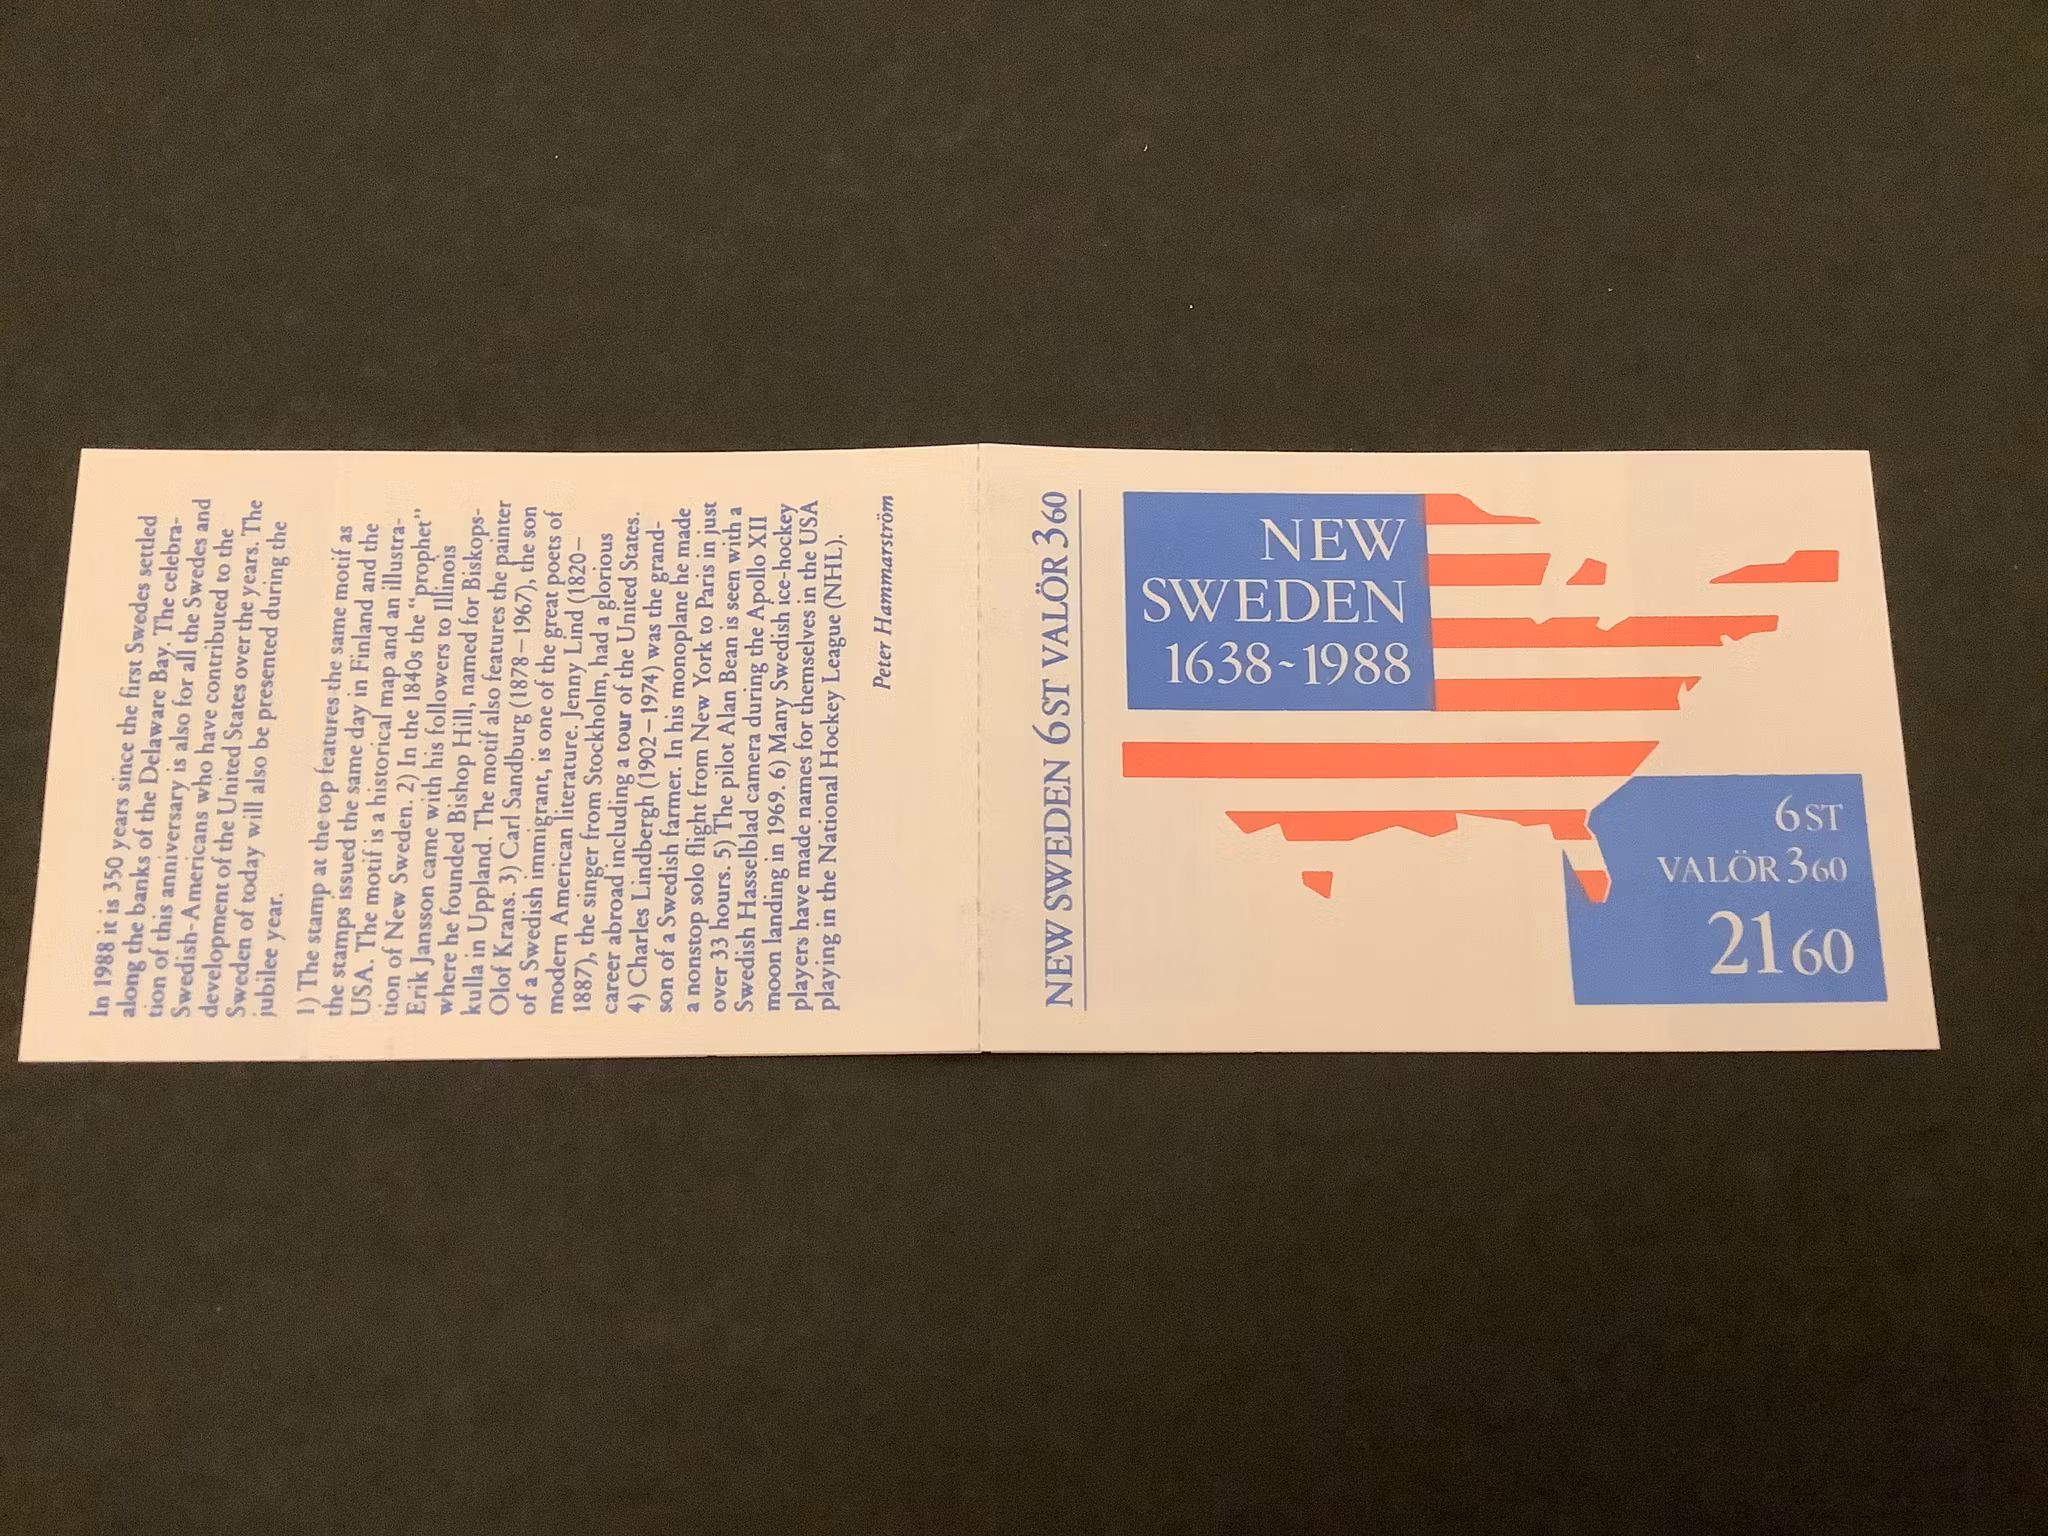 In 1988 it is 350 years since the first Swedes settled
along the banks of the Delaware Bay. The celebra-
tion of this anniversary is also for all the Swedes and
Swedish-Americans who have contributed to the
development of the United States over the years. The
Sweden of today will also be presented during the
jubilee year.
1) The stamp at the top features the same motif as
the stamps issued the same day in Finland and the
USA. The motif is a historical map and an illustra-
tion of New Sweden. 2) In the 1840s the “prophet”
Erik Jansson came with his followers to Illinois
where he founded Bishop Hill, named for Biskops-
kulla in Uppland. The motif also features the painter
Olof Krans. 3) Carl Sandburg (1878–1967), the son
of a Swedish immigrant, is one of the great poets of
modern American literature. Jenny Lind (1820–
1887), the singer from Stockholm, had a glorious
career abroad including a tour of the United States.
4) Charles Lindbergh (1902–1974) was the grand-
son of a Swedish farmer. In his monoplane he made
a nonstop solo flight from New York to Paris in just
over 33 hours. 5) The pilot Alan Bean is seen with a
Swedish Hasselblad camera during the Apollo XII
moon landing in 1969. 6) Many Swedish ice-hockey
players have made names for themselves in the USA
playing in the National Hockey League (NHL).
Peter Hammarström
NEW SWEDEN 6 ST VALÖR 360
NEW
SWEDEN
1638~1988
6 ST
VALÖR 360
2160